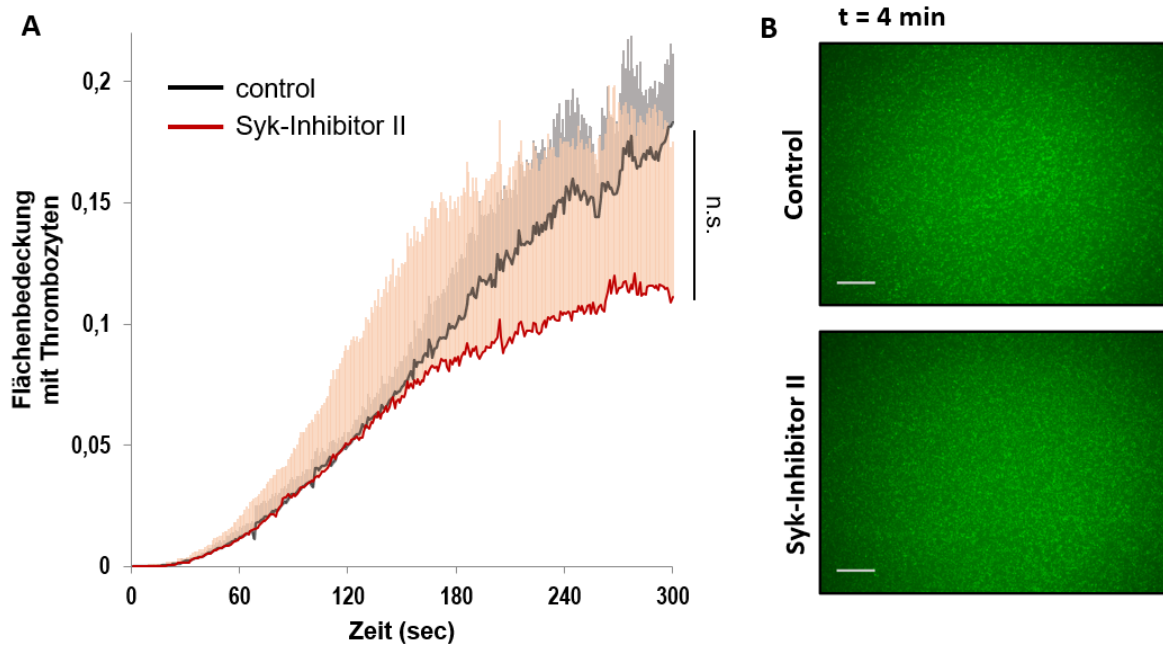 A
Flächenbedeckung
mit Thrombozyten
0,2
0,15
0,1
0,05
0
control
Syk-Inhibitor II
n.s.
0
60
120
180
240
300
Zeit (sec)
B
t = 4 min
Control
Syk-Inhibitor II